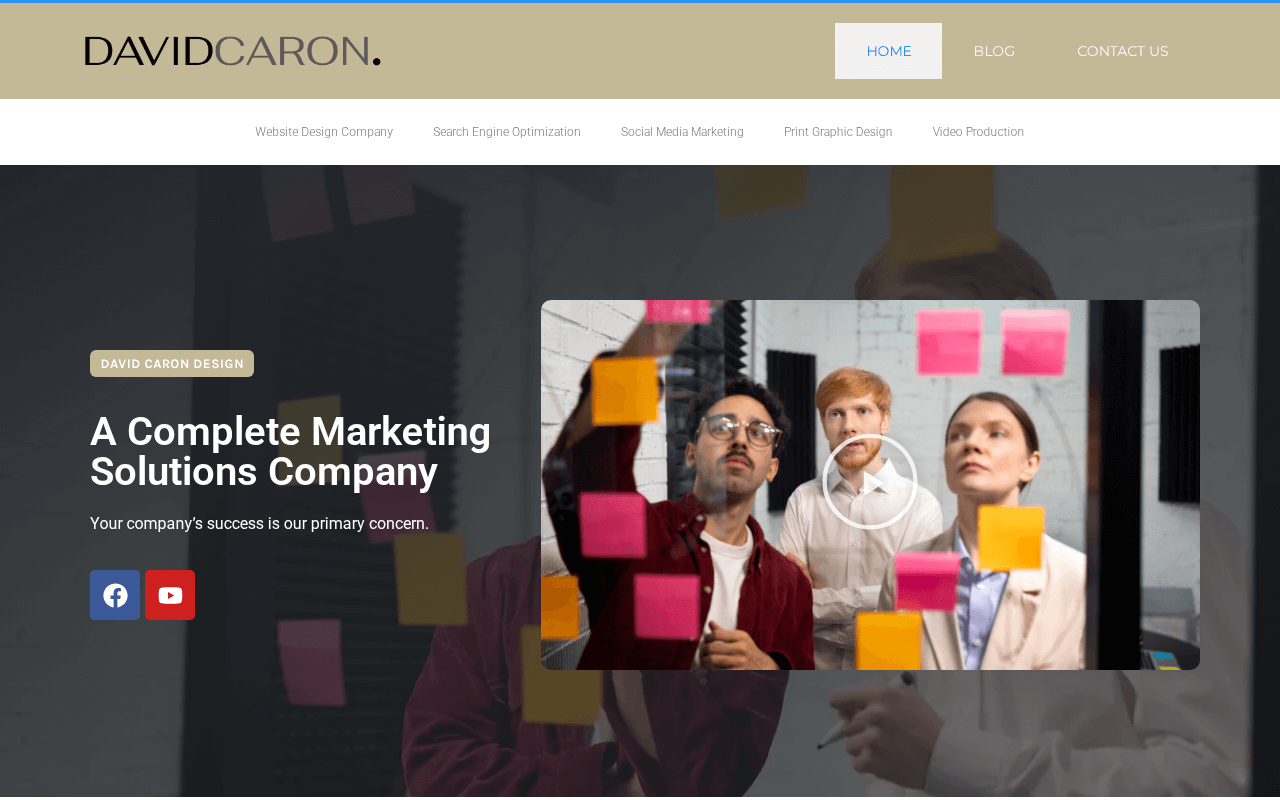 DAVIDCARON.
HOME
BLOG
CONTACT US
Website Design Company
Search Engine Optimization
Social Media Marketing
Print Graphic Design
Video Production
DAVID CARON DESIGN
A Complete Marketing
Solutions Company
Your company’s success is our primary concern.